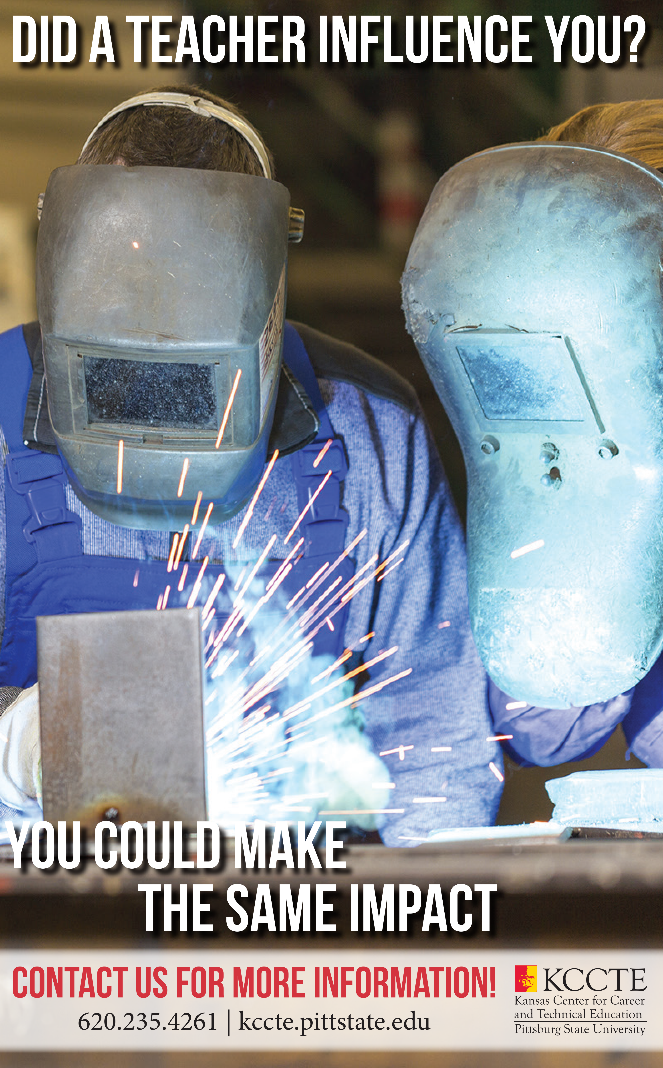 DID A TEACHER INFLUENCE YOU?
YOU COULD MAKE
THE SAME IMPACT
CONTACT US FOR MORE INFORMATION!
620.235.4261 | kccte.pittstate.edu
KCCTE
Kansas Center for Career
and Technical Education
Pittsburg State University